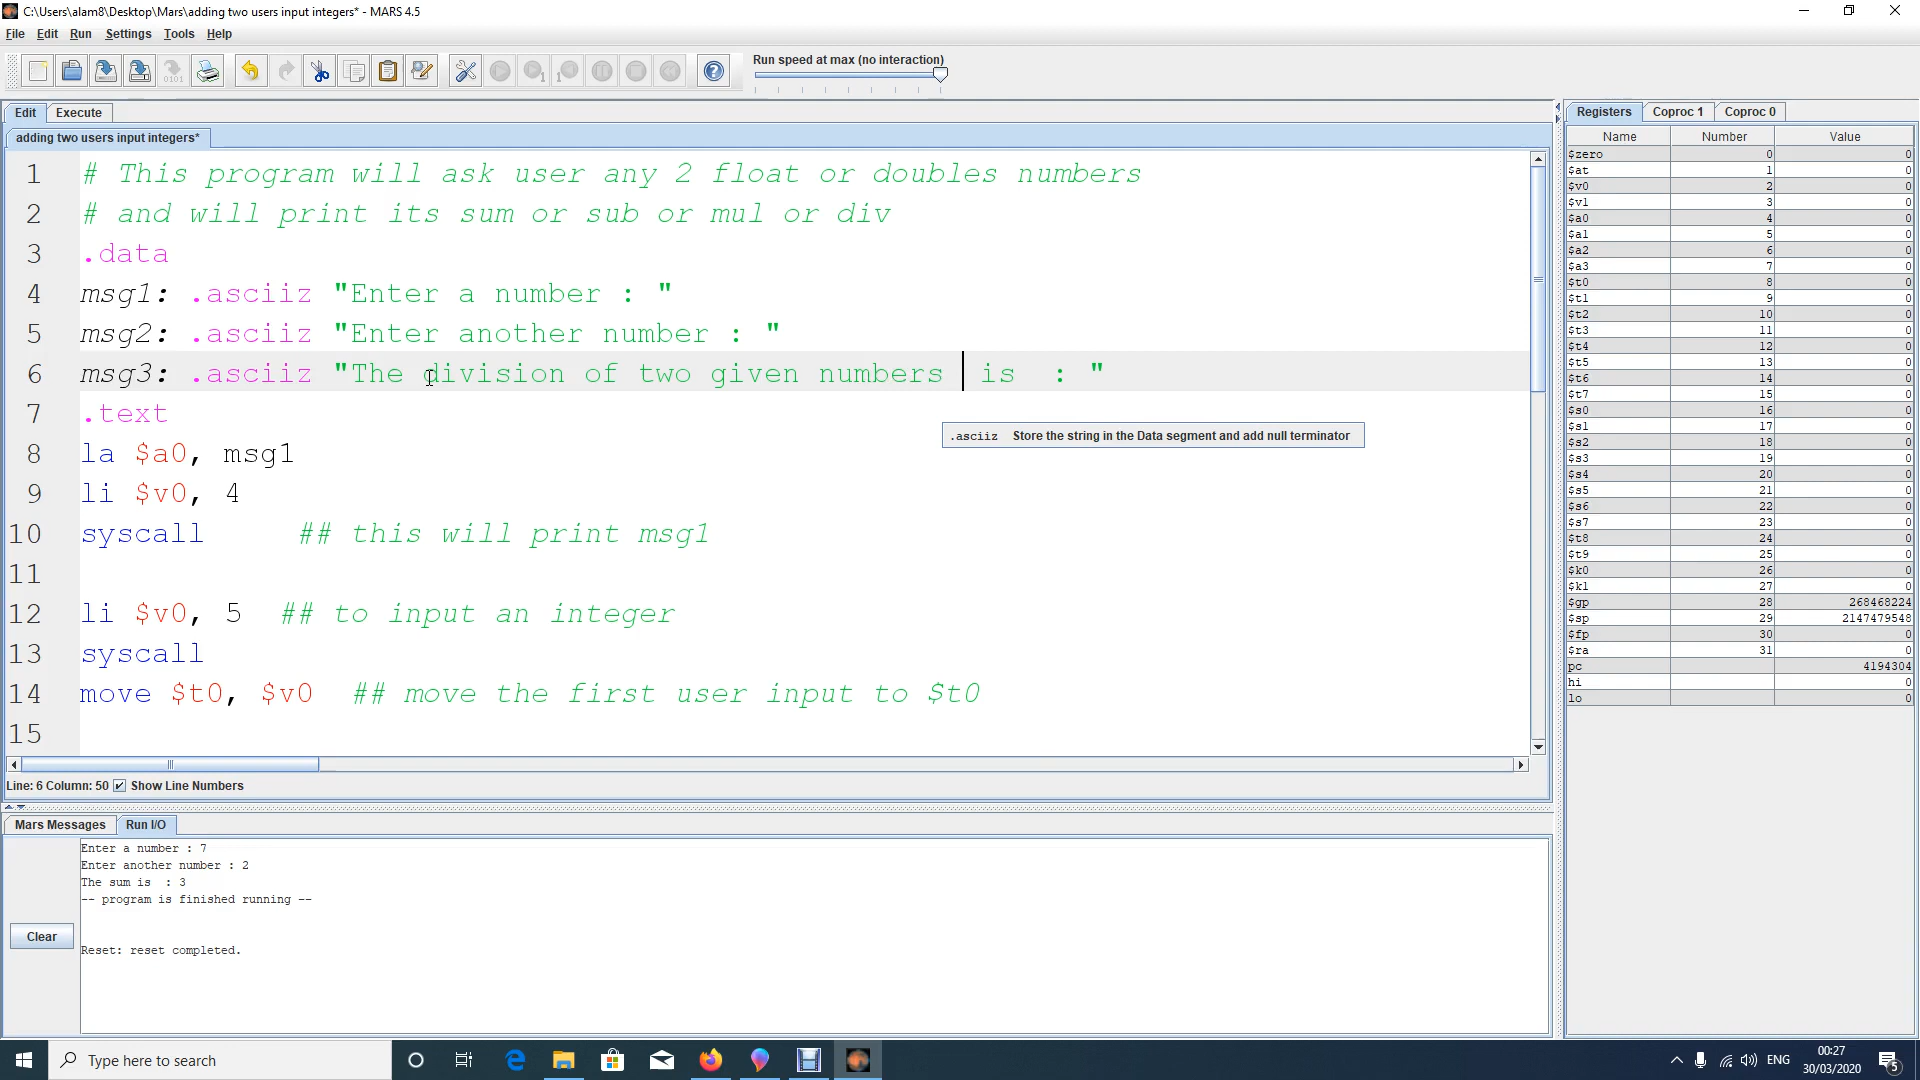 C:\Users\alam8\Desktop\Mars\adding two users input integers* - MARS 4.5
File Edit Run Settings Tools Help
Run speed at max (no interaction)
Edit Execute
adding two users input integers*
1 # This program will ask user any 2 float or doubles numbers
2 # and will print its sum or sub or mul or div
3 .data
4 msg1: .asciiz "Enter a number : "
5 msg2: .asciiz "Enter another number : "
6 msg3: .asciiz "The division of two given numbers  is  : "
7 .text
.asciiz Store the string in the Data segment and add null terminator
8 la $a0, msg1
9 li $v0, 4
10 syscall ## this will print msg1
11
12 li $v0, 5 ## to input an integer
13 syscall
14 move $t0, $v0 ## move the first user input to $t0
15
Line: 6 Column: 50 Show Line Numbers
Mars Messages Run I/O
Enter a number : 7
Enter another number : 2
The sum is  : 3
-- program is finished running --
Clear
Reset: reset completed.
Registers Coproc 1 Coproc 0
Name Number Value
$zero 0 0
$at 1 0
$v0 2 0
$v1 3 0
$a0 4 0
$a1 5 0
$a2 6 0
$a3 7 0
$t0 8 0
$t1 9 0
$t2 10 0
$t3 11 0
$t4 12 0
$t5 13 0
$t6 14 0
$t7 15 0
$s0 16 0
$s1 17 0
$s2 18 0
$s3 19 0
$s4 20 0
$s5 21 0
$s6 22 0
$s7 23 0
$t8 24 0
$t9 25 0
$k0 26 0
$k1 27 0
$gp 28 268468224
$sp 29 2147479548
$fp 30 0
$ra 31 0
pc 4194304
hi 0
lo 0
Type here to search
ENG
00:27
30/03/2020
5